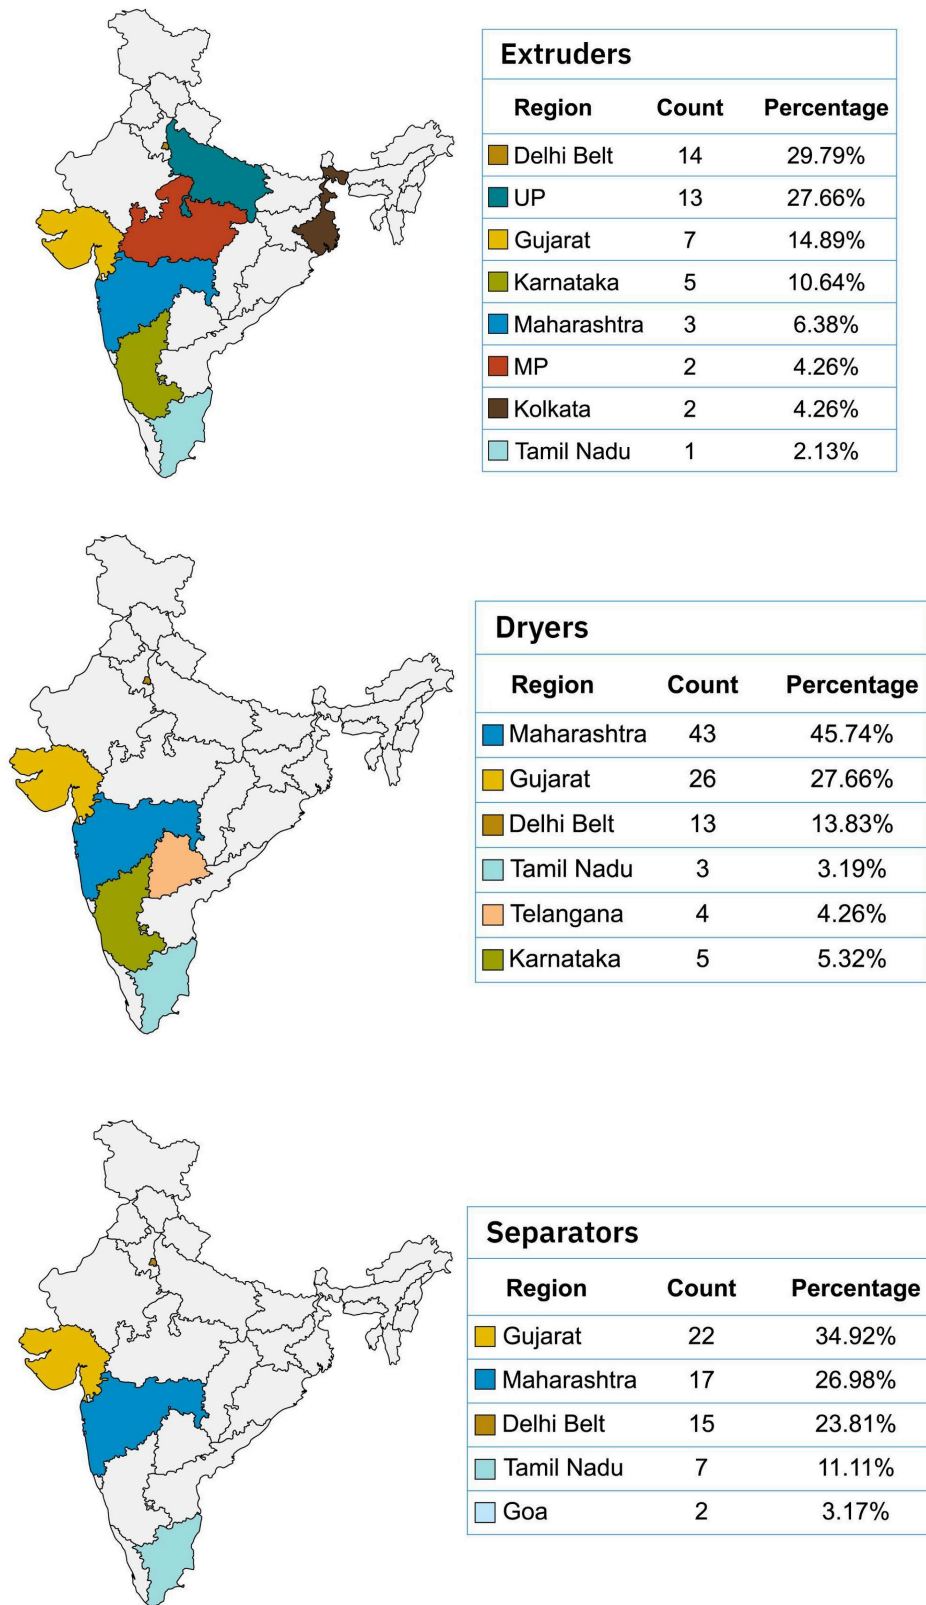 Extruders
Region Count Percentage
Delhi Belt 14 29.79%
UP 13 27.66%
Gujarat 7 14.89%
Karnataka 5 10.64%
Maharashtra 3 6.38%
MP 2 4.26%
Kolkata 2 4.26%
Tamil Nadu 1 2.13%
Dryers
Region Count Percentage
Maharashtra 43 45.74%
Gujarat 26 27.66%
Delhi Belt 13 13.83%
Tamil Nadu 3 3.19%
Telangana 4 4.26%
Karnataka 5 5.32%
Separators
Region Count Percentage
Gujarat 22 34.92%
Maharashtra 17 26.98%
Delhi Belt 15 23.81%
Tamil Nadu 7 11.11%
Goa 2 3.17%